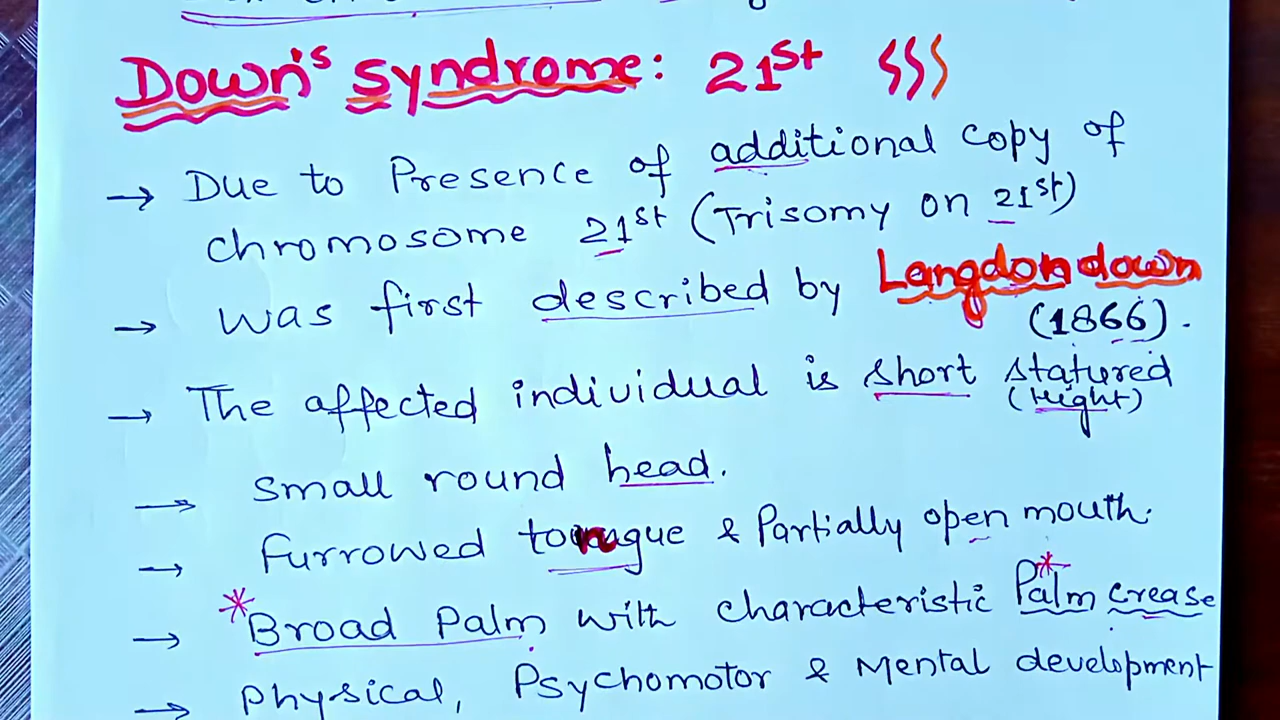 Down's syndrome: 21st
→ Due to Presence of additional copy of
chromosome 21st (Trisomy on 21st)
→ was first described by Langdon down
(1866).
→ The affected individual is short statured
(Hight)
→ small round head.
→ Furrowed tongue & Partially open mouth.
→ *Broad Palm with characteristic Palm* crease
→ Physical, Psychomotor & Mental development